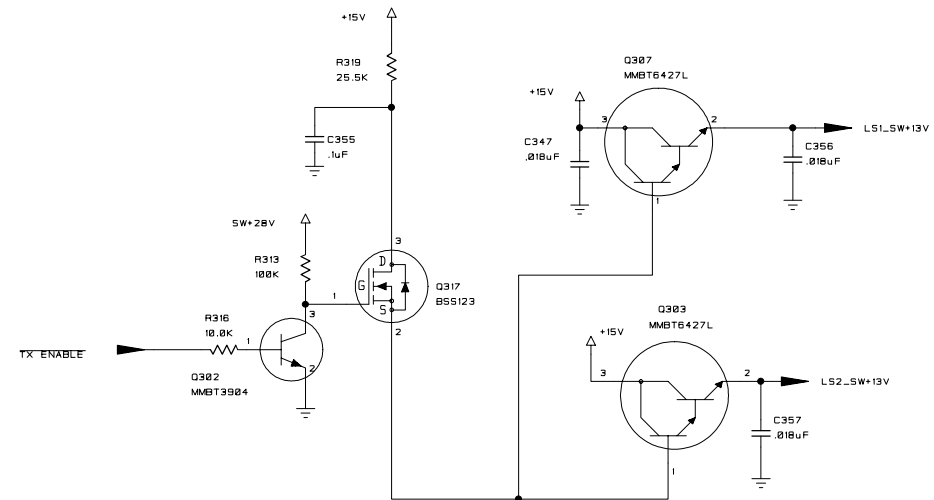 +15V
R319
25.5K
C355
.1uF
SW+28V
R313
100K
3
D
G
S
1
2
Q317
BSS123
3
R316
10.0K
1
2
TX ENABLE
Q302
MMBT3904
Q307
MMBT6427L
+15V
3
2
LS1_SW+13V
C347
.018uF
C356
.018uF
1
Q303
MMBT6427L
+15V
3
2
LS2_SW+13V
C357
.018uF
1